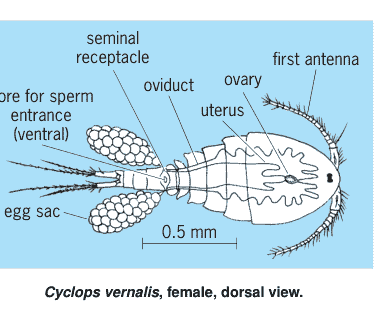 seminal
receptacle
first antenna
oviduct
ovary
ore for sperm
entrance
(ventral)
uterus
egg sac
0.5 mm
Cyclops vernalis, female, dorsal view.